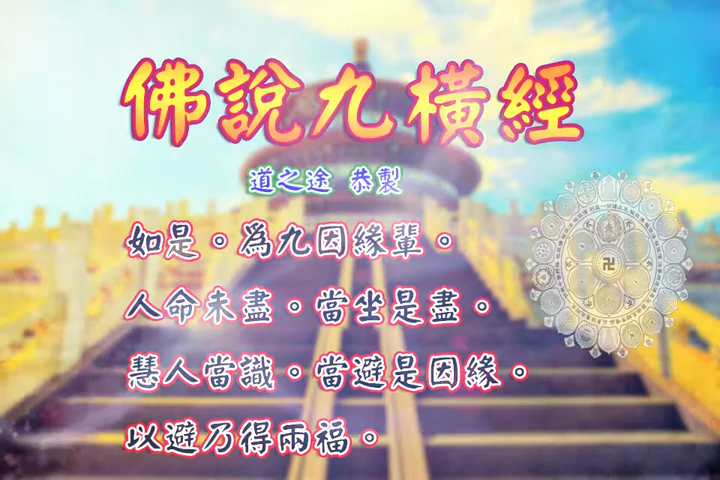 佛說九橫經
道之途 恭製
如是。爲九因緣輩。
人命未盡。當坐是盡。
慧人當識。當避是因緣。
以避乃得兩福。
卍